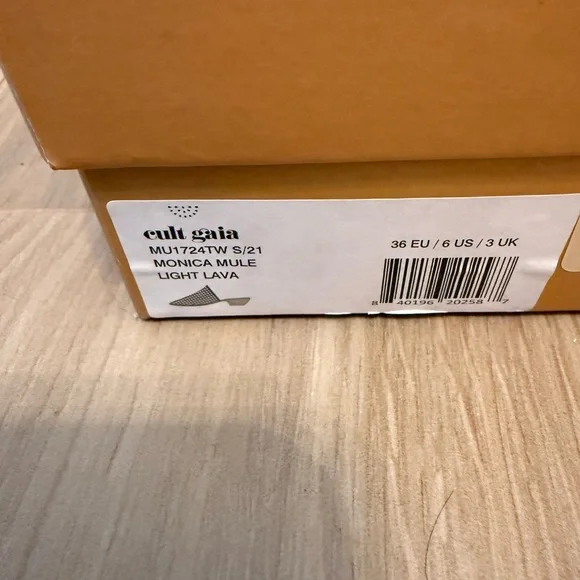 cult gaia
MU1724TW S/21
MONICA MULE
LIGHT LAVA
36 EU / 6 US / 3 UK
8 40196 20258 7